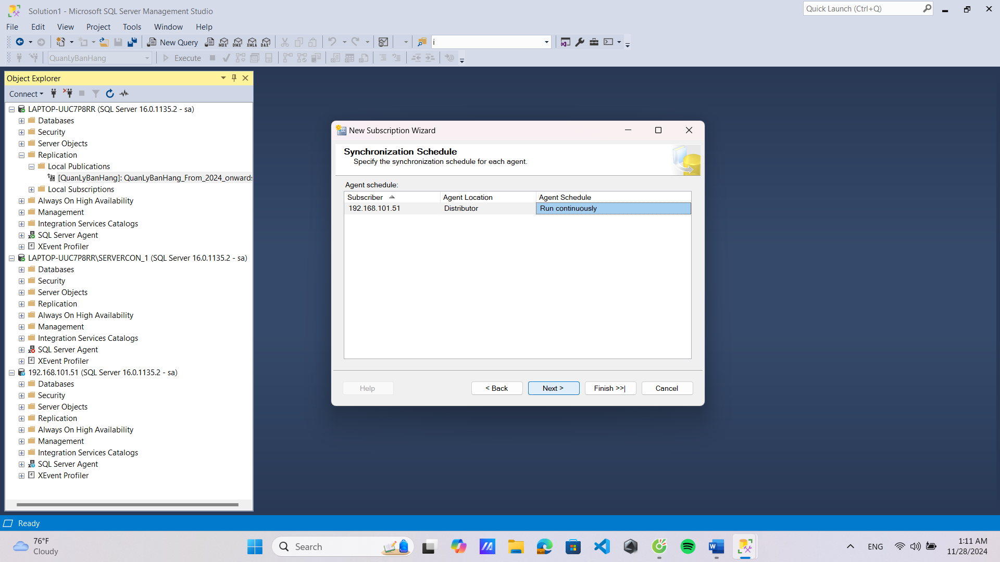 Solution1 - Microsoft SQL Server Management Studio
Quick Launch (Ctrl+Q)
File Edit View Project Tools Window Help
New Query MDX DMX XMLA DAX i
QuanLyBanHang Execute
Object Explorer
Connect
LAPTOP-UUC7P8RR (SQL Server 16.0.1135.2 - sa)
Databases
Security
Server Objects
Replication
Local Publications
[QuanLyBanHang]: QuanLyBanHang_From_2024_onwards
Local Subscriptions
Always On High Availability
Management
Integration Services Catalogs
SQL Server Agent
XEvent Profiler
LAPTOP-UUC7P8RR\SERVERCON_1 (SQL Server 16.0.1135.2 - sa)
Databases
Security
Server Objects
Replication
Always On High Availability
Management
Integration Services Catalogs
SQL Server Agent
XEvent Profiler
192.168.101.51 (SQL Server 16.0.1135.2 - sa)
Databases
Security
Server Objects
Replication
Always On High Availability
Management
Integration Services Catalogs
SQL Server Agent
XEvent Profiler
New Subscription Wizard
Synchronization Schedule
Specify the synchronization schedule for each agent.
Agent schedule:
Subscriber Agent Location Agent Schedule
192.168.101.51 Distributor Run continuously
Help < Back Next > Finish >>| Cancel
Ready
76°F
Cloudy
Search
ENG
1:11 AM
11/28/2024